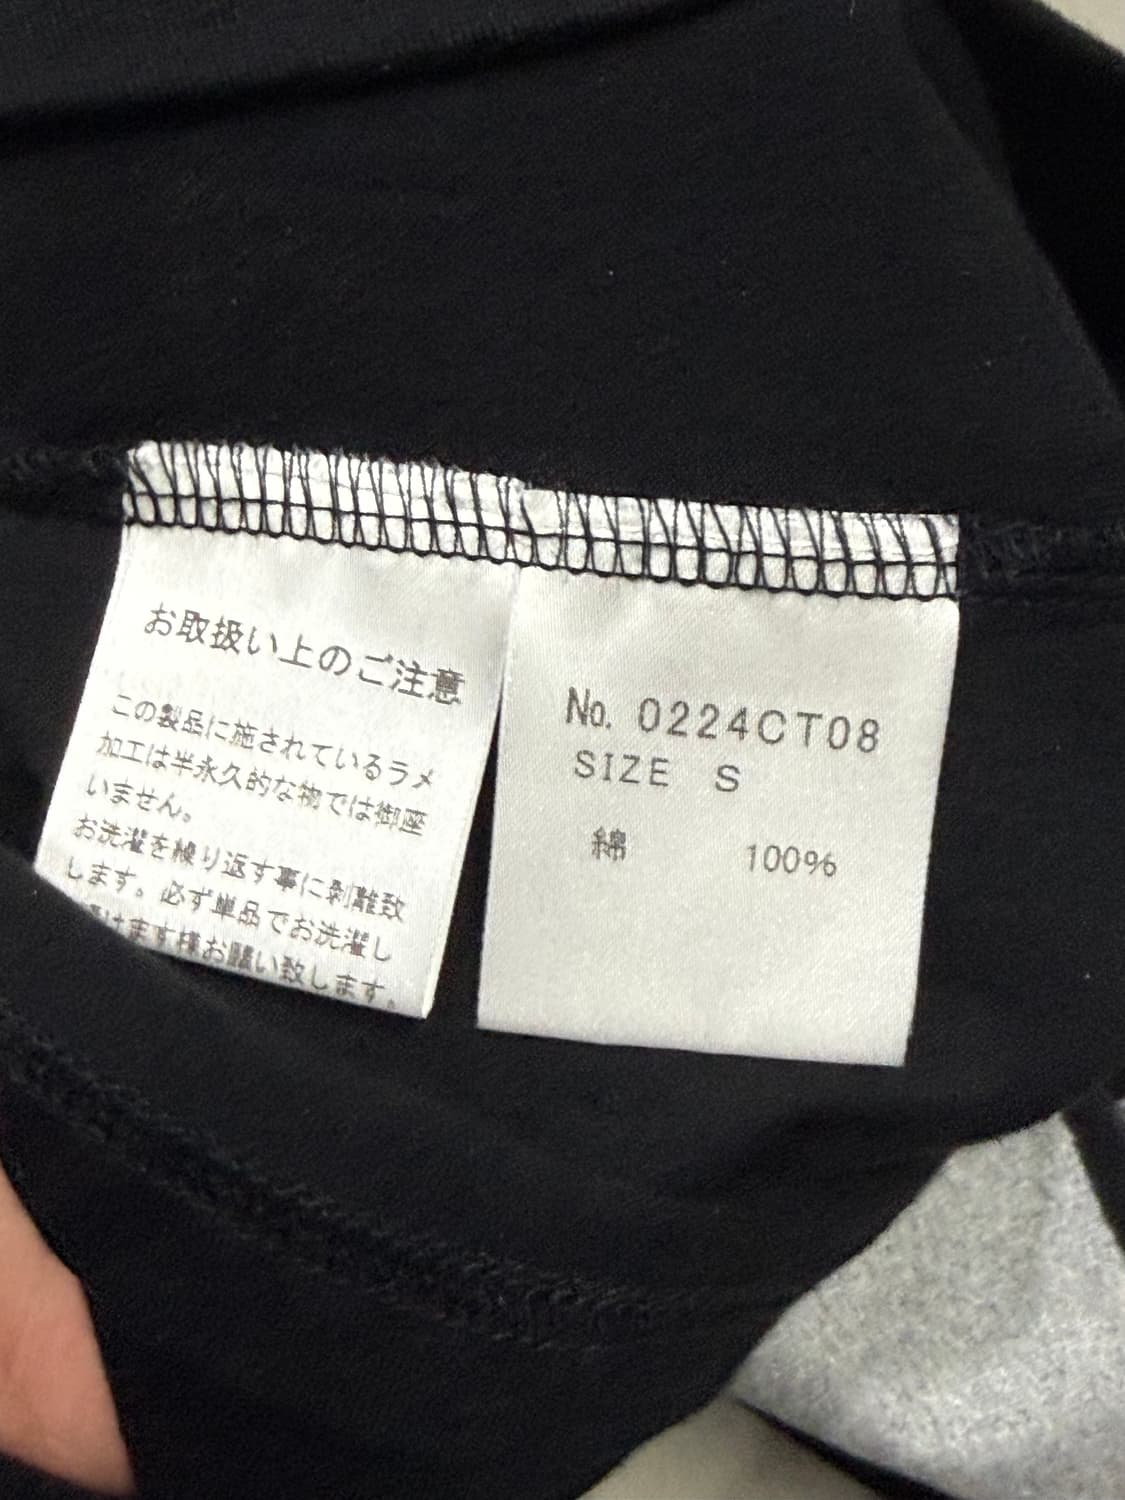 お取扱い上のご注意
この製品に施されているラメ
加工は半永久的な物では御座
いません。
お洗濯を繰り返す事に剥離致
します。必ず単品でお洗濯し
けます様お願い致します。
No. 0224CT08
SIZE S
綿 100%